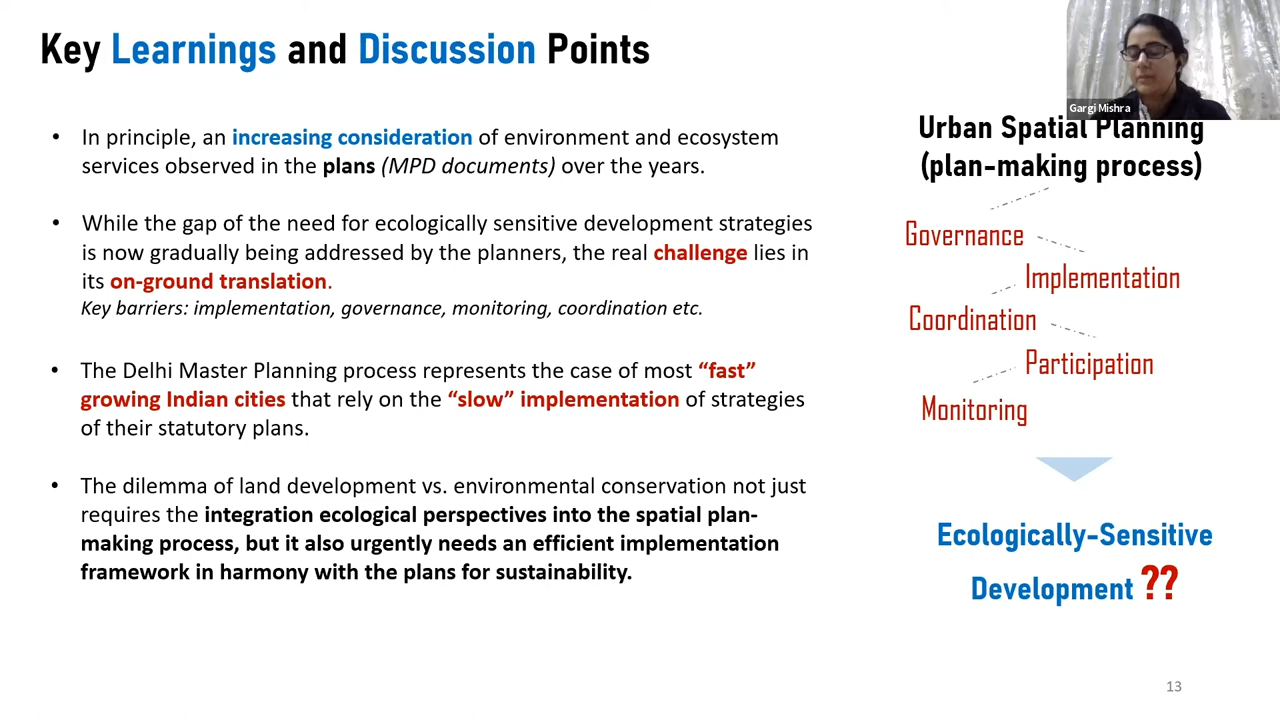 Key Learnings and Discussion Points
Gargi Mishra
• In principle, an increasing consideration of environment and ecosystem
services observed in the plans (MPD documents) over the years.
• While the gap of the need for ecologically sensitive development strategies
is now gradually being addressed by the planners, the real challenge lies in
its on-ground translation.
Key barriers: implementation, governance, monitoring, coordination etc.
• The Delhi Master Planning process represents the case of most “fast”
growing Indian cities that rely on the “slow” implementation of strategies
of their statutory plans.
• The dilemma of land development vs. environmental conservation not just
requires the integration ecological perspectives into the spatial plan-
making process, but it also urgently needs an efficient implementation
framework in harmony with the plans for sustainability.
Urban Spatial Planning
(plan-making process)
Governance
Implementation
Coordination
Participation
Monitoring
Ecologically-Sensitive
Development ??
13